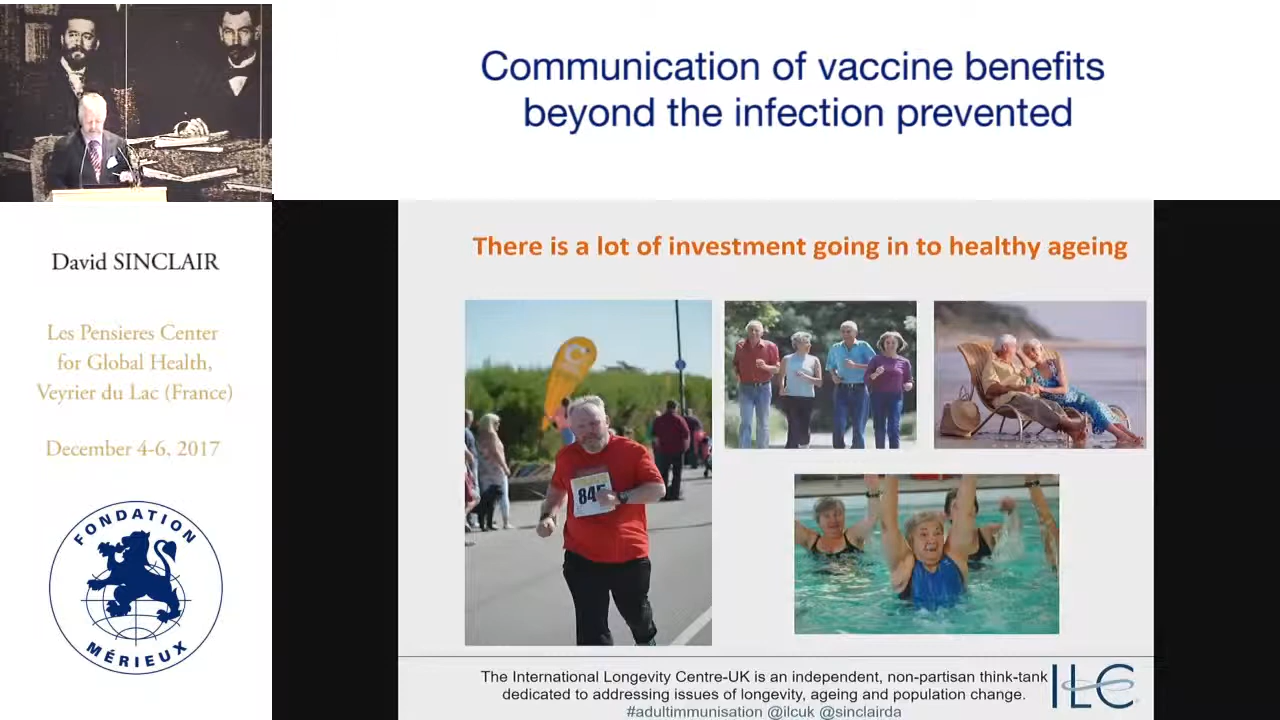 Communication of vaccine benefits
beyond the infection prevented
David SINCLAIR
Les Pensieres Center
for Global Health,
Veyrier du Lac (France)
December 4-6, 2017
FONDATION
MÉRIEUX
There is a lot of investment going in to healthy ageing
The International Longevity Centre-UK is an independent, non-partisan think-tank
dedicated to addressing issues of longevity, ageing and population change.
#adultimmunisation @ilcuk @sinclairda
ILC